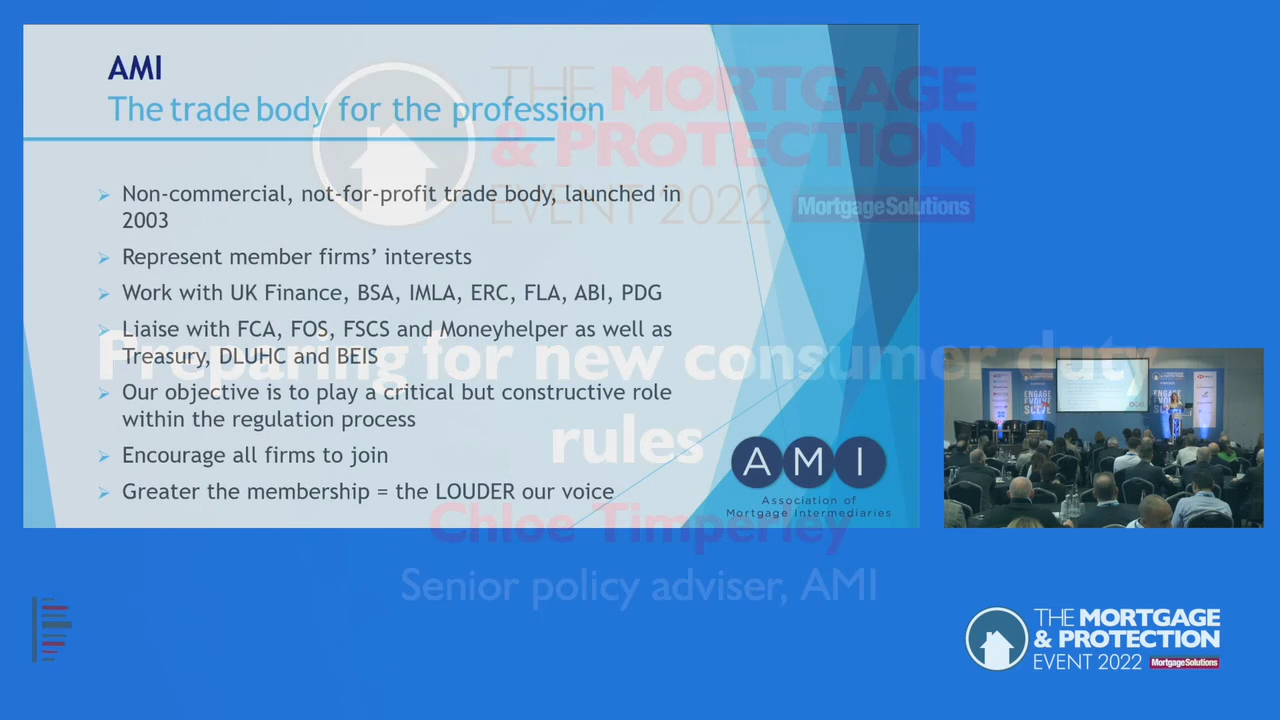 AMI
The trade body for the profession
Non-commercial, not-for-profit trade body, launched in
2003
Represent member firms’ interests
Work with UK Finance, BSA, IMLA, ERC, FLA, ABI, PDG
Liaise with FCA, FOS, FSCS and Moneyhelper as well as
Treasury, DLUHC and BEIS
Our objective is to play a critical but constructive role
within the regulation process
Encourage all firms to join
Greater the membership = the LOUDER our voice
AMI
Association of
Mortgage Intermediaries
THE MORTGAGE
& PROTECTION
EVENT 2022 MortgageSolutions
Preparing for new consumer duty
rules
Chloe Timperley
Senior policy adviser, AMI
ENGAGE
EVOLVE
THE MORTGAGE
& PROTECTION
EVENT 2022 MortgageSolutions